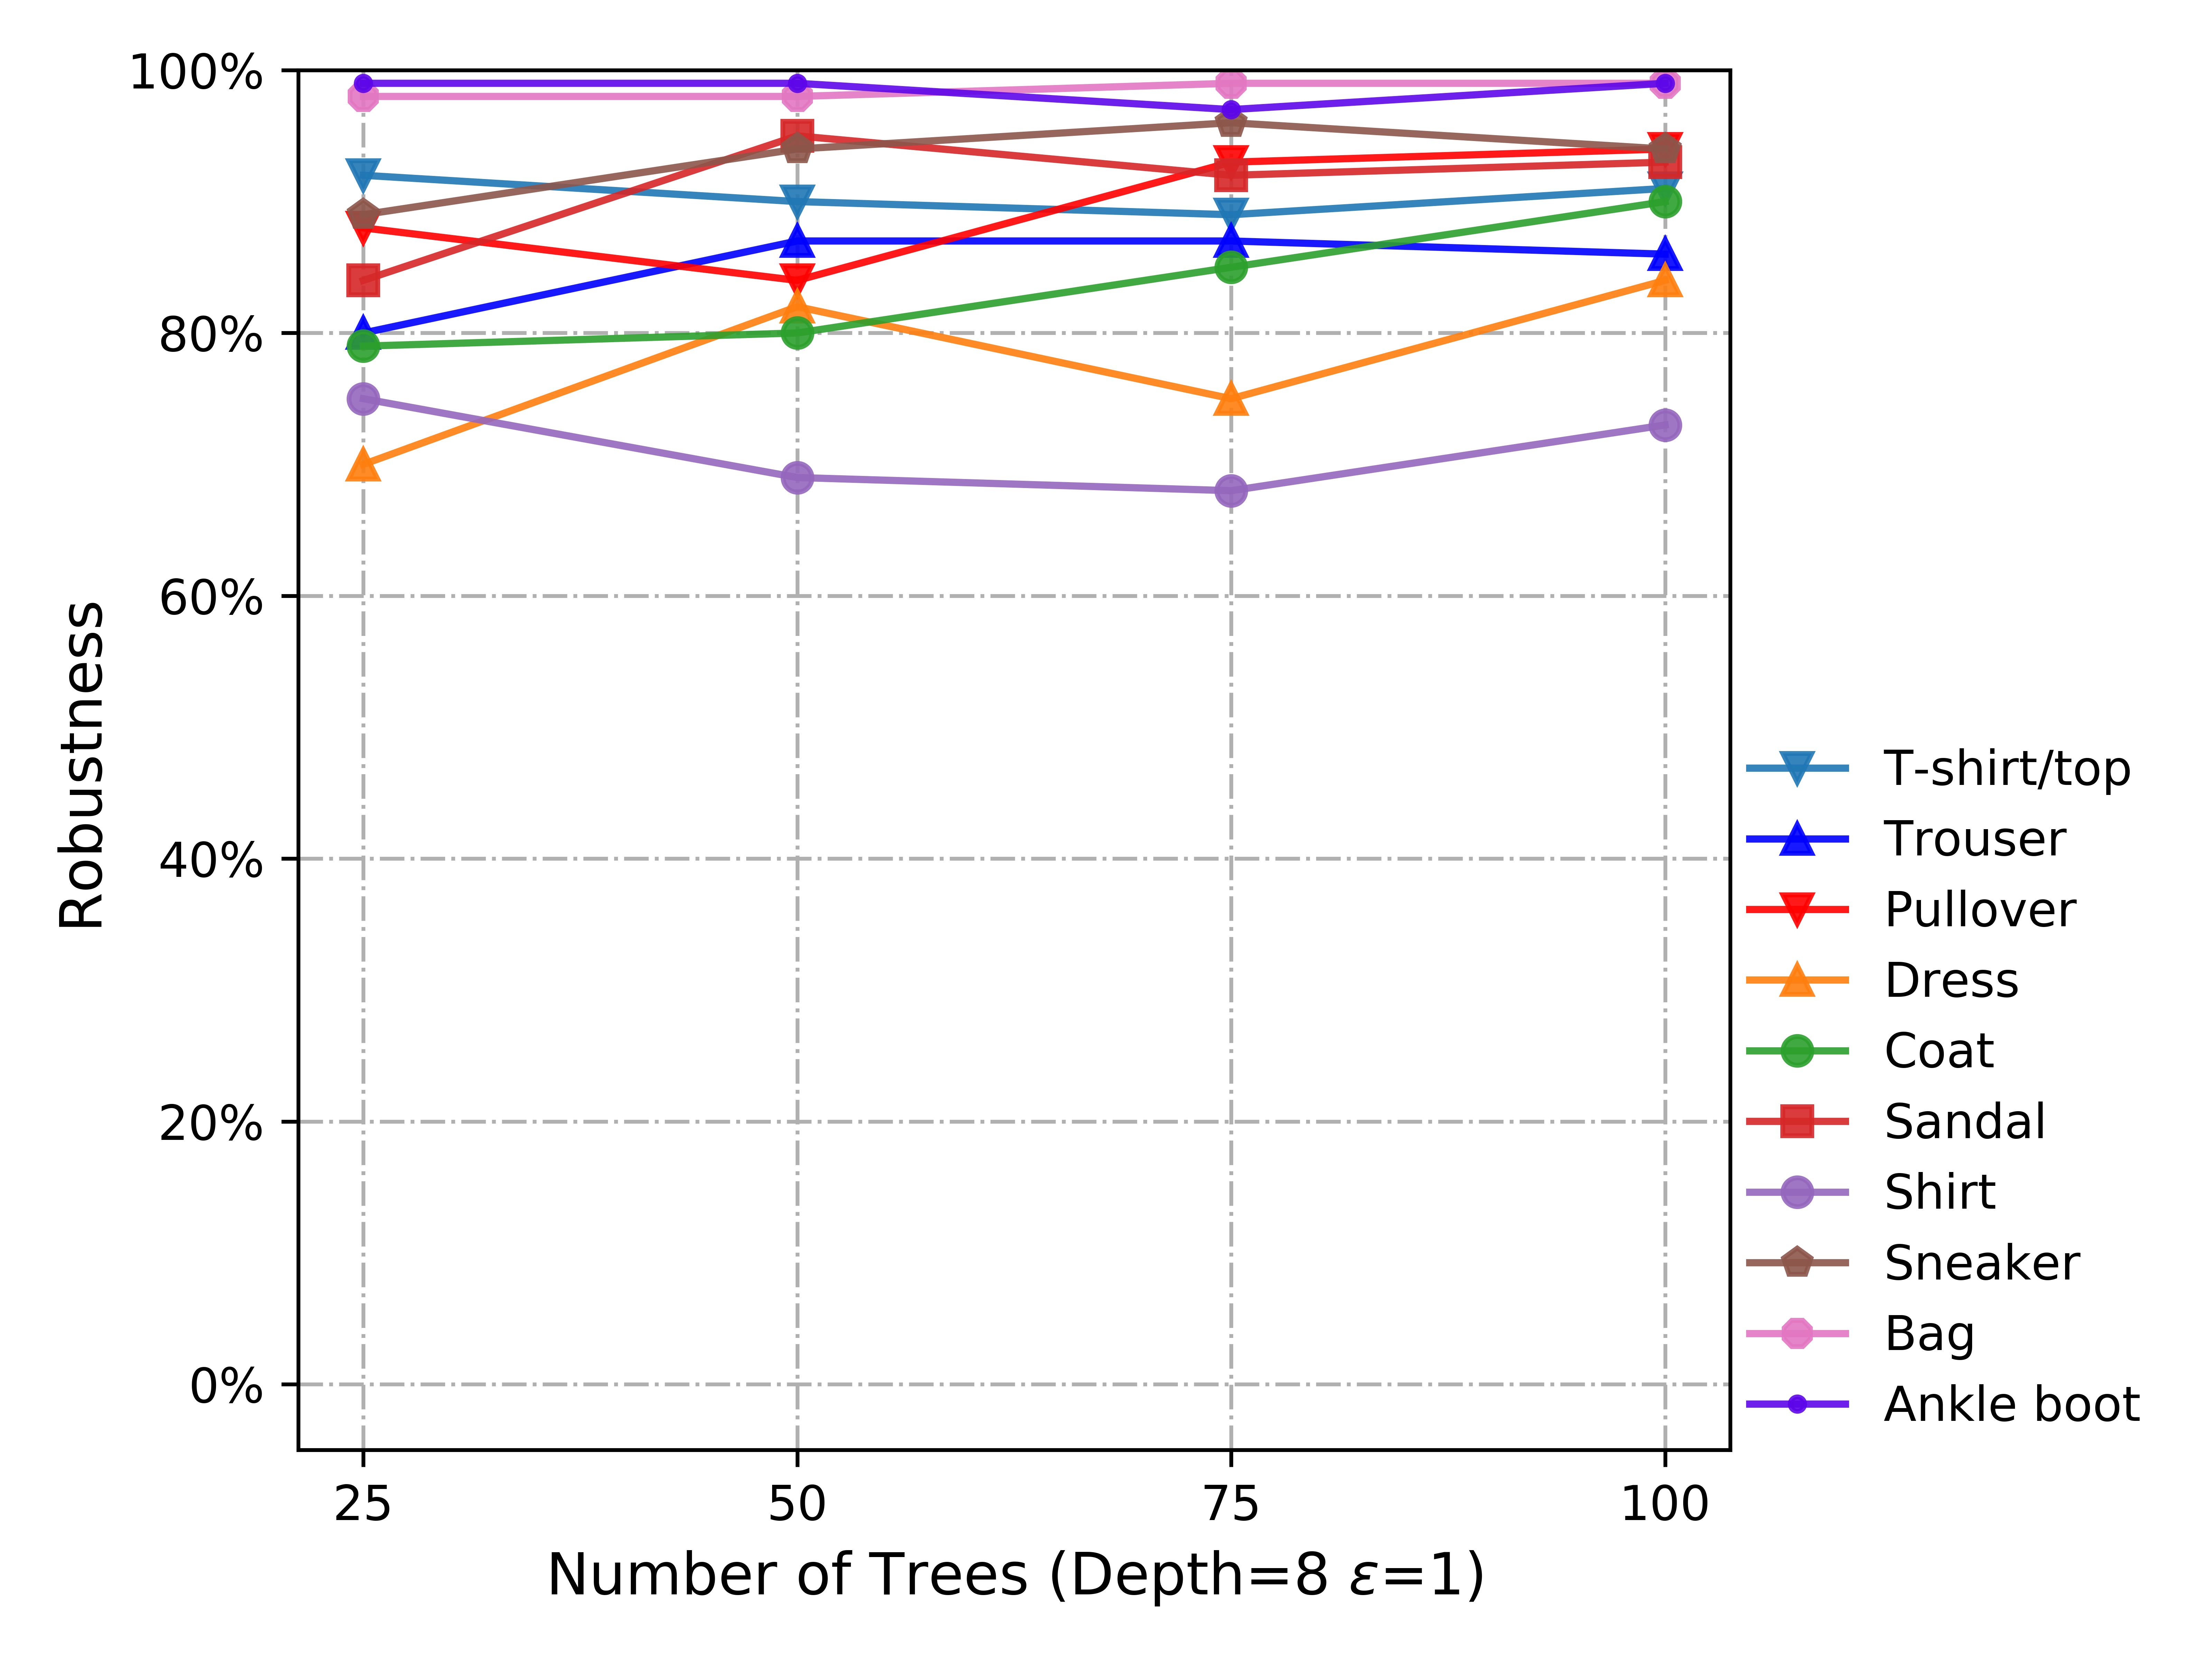 100%
80%
60%
40%
20%
0%
Robustness
25 50 75 100
Number of Trees (Depth=8 ε=1)
T-shirt/top
Trouser
Pullover
Dress
Coat
Sandal
Shirt
Sneaker
Bag
Ankle boot